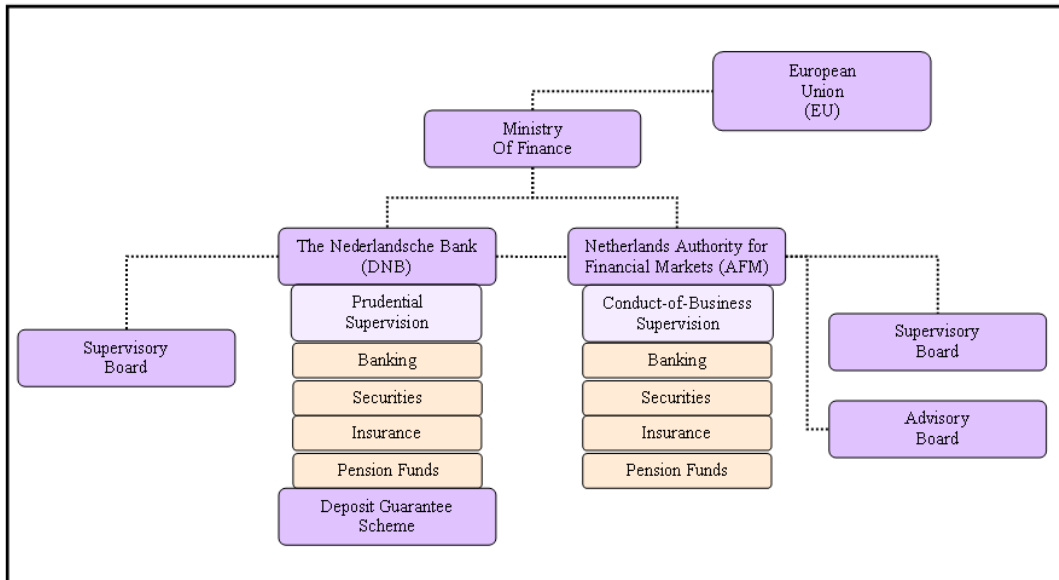 European
Union
(EU)
Ministry
Of Finance
The Nederlandsche Bank
(DNB)
Netherlands Authority for
Financial Markets (AFM)
Prudential
Supervision
Conduct-of-Business
Supervision
Supervisory
Board
Supervisory
Board
Banking
Banking
Securities
Securities
Advisory
Board
Insurance
Insurance
Pension Funds
Pension Funds
Deposit Guarantee
Scheme